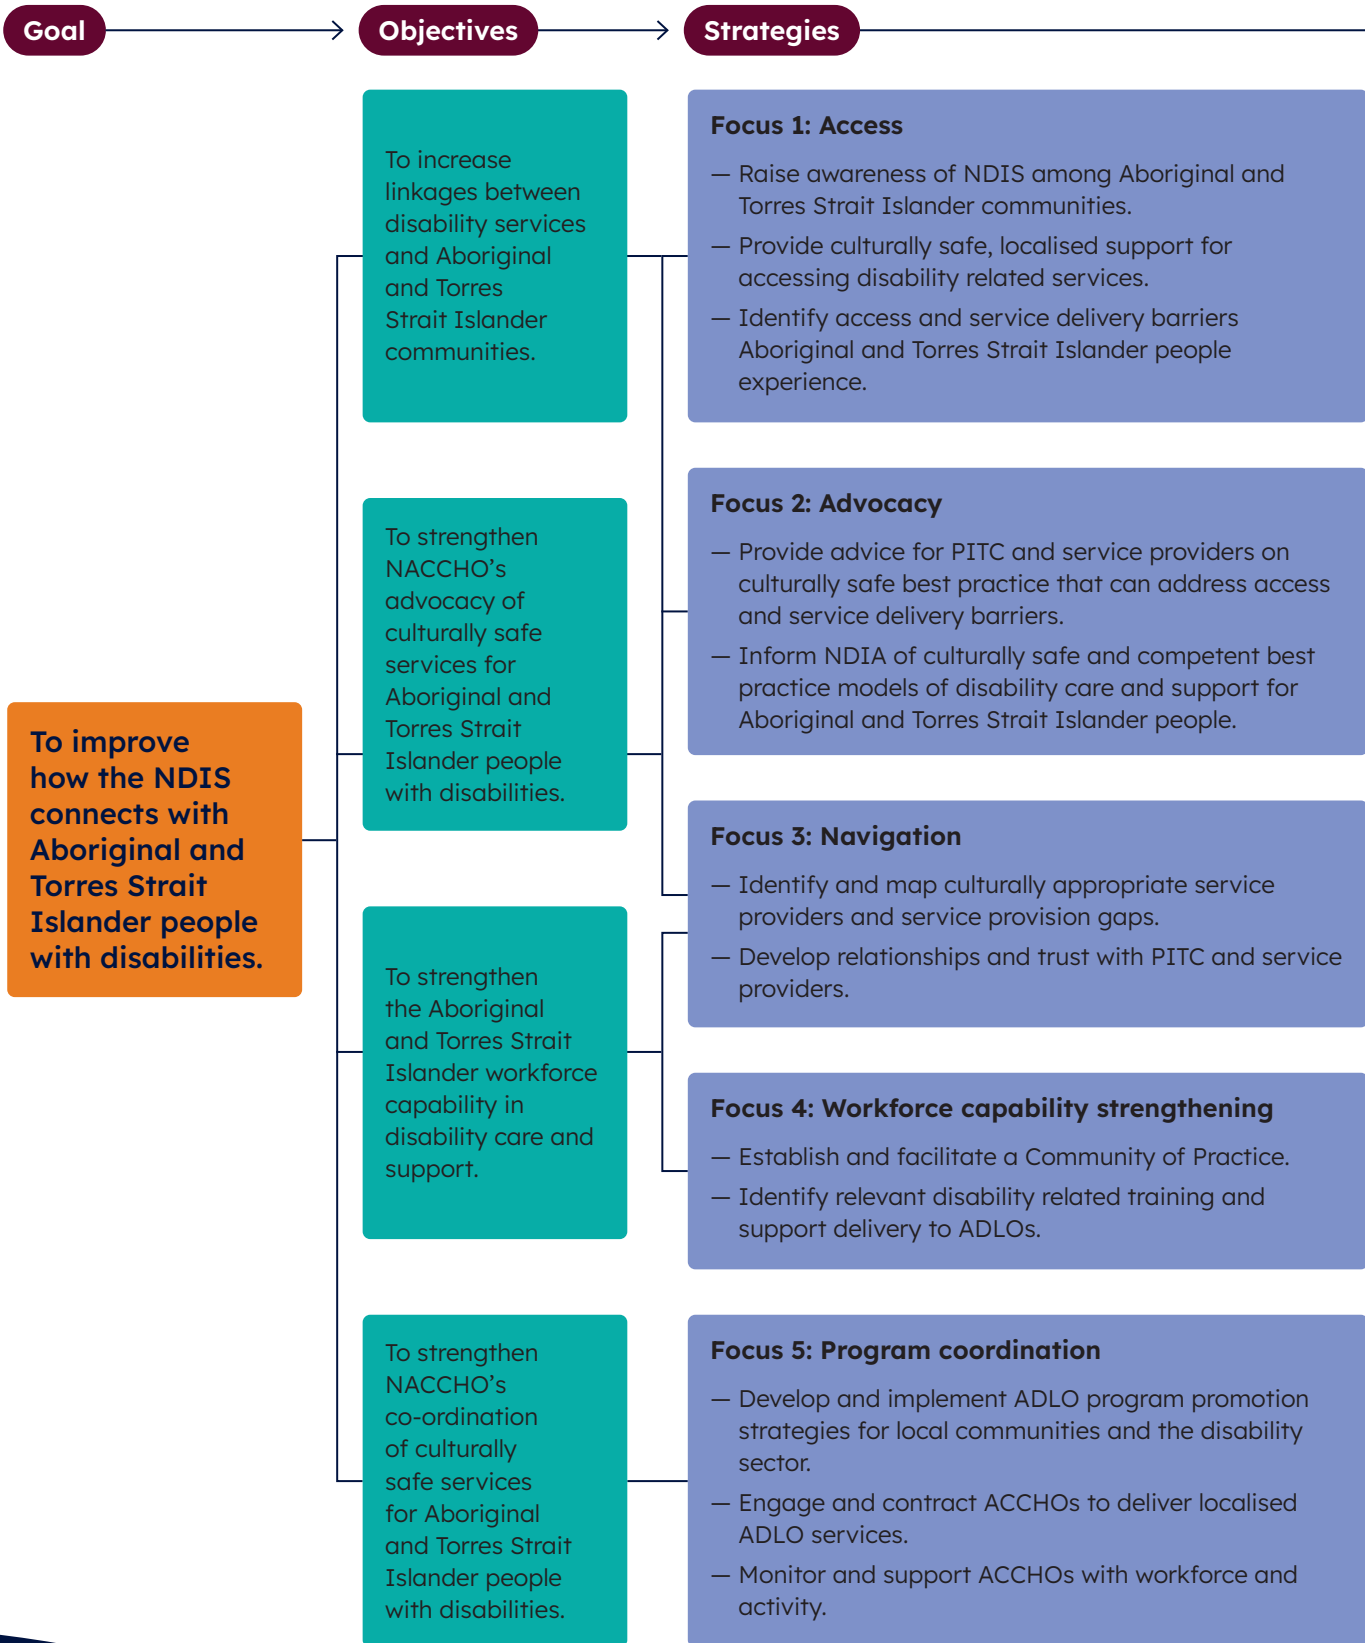 Goal
Objectives
Strategies
To improve
how the NDIS
connects with
Aboriginal and
Torres Strait
Islander people
with disabilities.
To increase
linkages between
disability services
and Aboriginal
and Torres
Strait Islander
communities.
To strengthen
NACCHO’s
advocacy of
culturally safe
services for
Aboriginal and
Torres Strait
Islander people
with disabilities.
To strengthen
the Aboriginal
and Torres Strait
Islander workforce
capability in
disability care and
support.
To strengthen
NACCHO’s
co-ordination
of culturally
safe services
for Aboriginal
and Torres Strait
Islander people
with disabilities.
Focus 1: Access
— Raise awareness of NDIS among Aboriginal and
Torres Strait Islander communities.
— Provide culturally safe, localised support for
accessing disability related services.
— Identify access and service delivery barriers
Aboriginal and Torres Strait Islander people
experience.
Focus 2: Advocacy
— Provide advice for PITC and service providers on
culturally safe best practice that can address access
and service delivery barriers.
— Inform NDIA of culturally safe and competent best
practice models of disability care and support for
Aboriginal and Torres Strait Islander people.
Focus 3: Navigation
— Identify and map culturally appropriate service
providers and service provision gaps.
— Develop relationships and trust with PITC and service
providers.
Focus 4: Workforce capability strengthening
— Establish and facilitate a Community of Practice.
— Identify relevant disability related training and
support delivery to ADLOs.
Focus 5: Program coordination
— Develop and implement ADLO program promotion
strategies for local communities and the disability
sector.
— Engage and contract ACCHOs to deliver localised
ADLO services.
— Monitor and support ACCHOs with workforce and
activity.